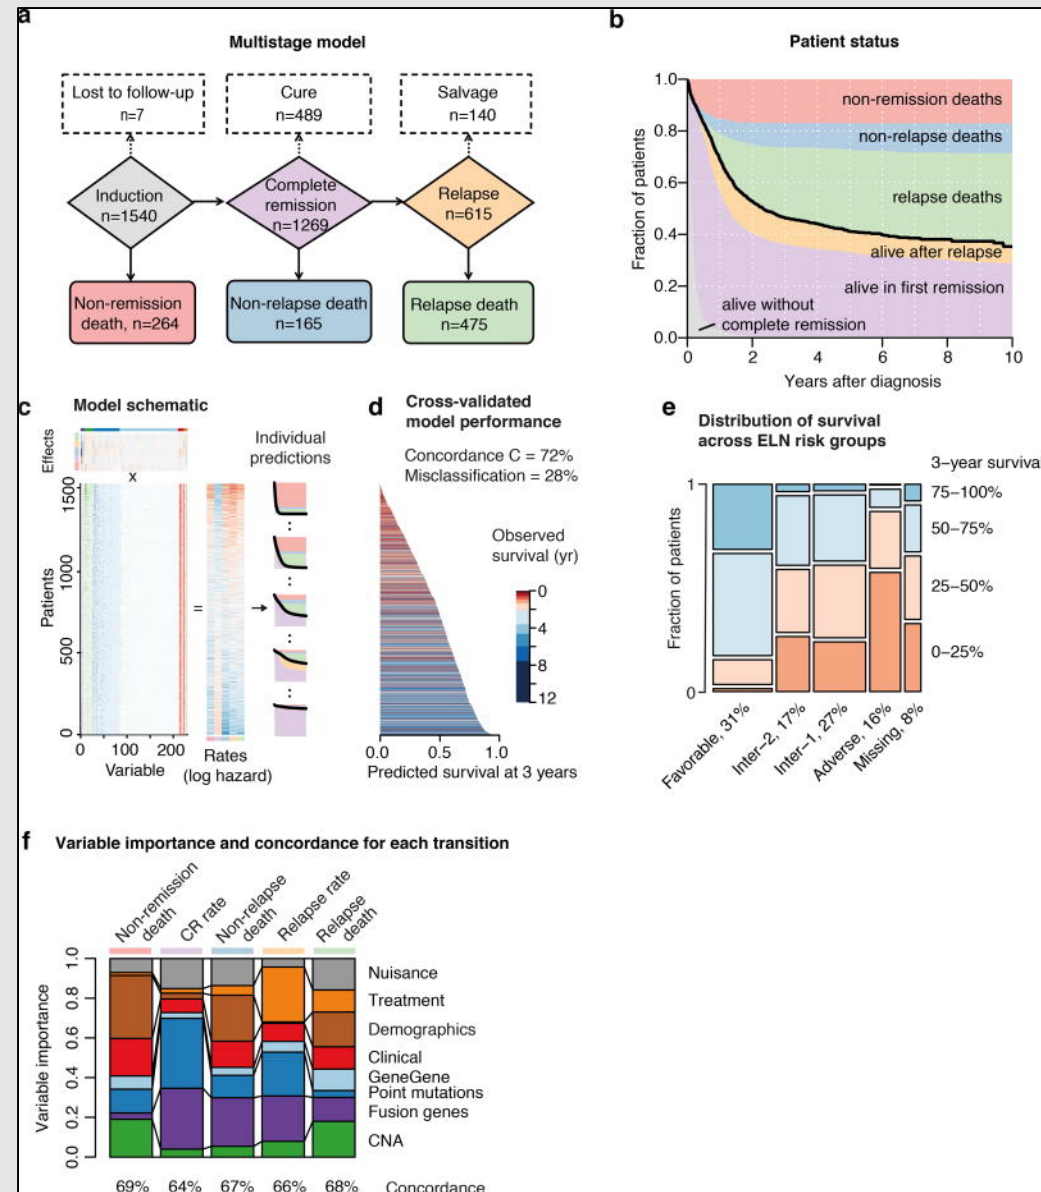 a
Multistage model
Lost to follow-up
n=7
Cure
n=489
Salvage
n=140
Induction
n=1540
Complete
remission
n=1269
Relapse
n=615
Non-remission
death, n=264
Non-relapse death
n=165
Relapse death
n=475
b
Patient status
Fraction of patients
1.0
0.8
0.6
0.4
0.2
0.0
non-remission deaths
non-relapse deaths
relapse deaths
alive after relapse
alive in first remission
alive without
complete remission
0 2 4 6 8 10
Years after diagnosis
c
Model schematic
Effects
x
Individual
predictions
Patients
1500
1000
500
0
=
0 100 200
Variable
Rates
(log hazard)
d
Cross-validated
model performance
Concordance C = 72%
Misclassification = 28%
Observed
survival (yr)
0
4
8
12
0.0 0.5 1.0
Predicted survival at 3 years
e
Distribution of survival
across ELN risk groups
3-year survival
75-100%
50-75%
25-50%
0-25%
Fraction of patients
1
0
Favorable, 31%
Inter-2, 17%
Inter-1, 27%
Adverse, 16%
Missing, 8%
f
Variable importance and concordance for each transition
Non-remission
death
CR rate
Non-relapse
death
Relapse rate
Relapse
death
Variable importance
1.0
0.8
0.6
0.4
0.2
0.0
Nuisance
Treatment
Demographics
Clinical
GeneGene
Point mutations
Fusion genes
CNA
69% 64% 67% 66% 68% Concordance